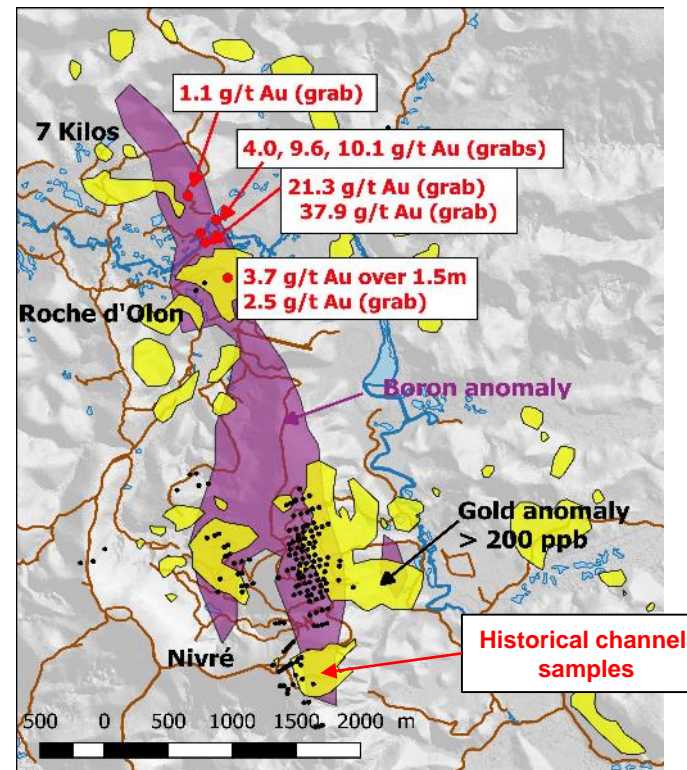 1.1 g/t Au (grab)
7 Kilos
4.0, 9.6, 10.1 g/t Au (grabs)
21.3 g/t Au (grab)
37.9 g/t Au (grab)
3.7 g/t Au over 1.5m
2.5 g/t Au (grab)
Roche d'Olon
Boron anomaly
Gold anomaly
> 200 ppb
Historical channel
samples
Nivré
500 0 500 1000 1500 2000 m